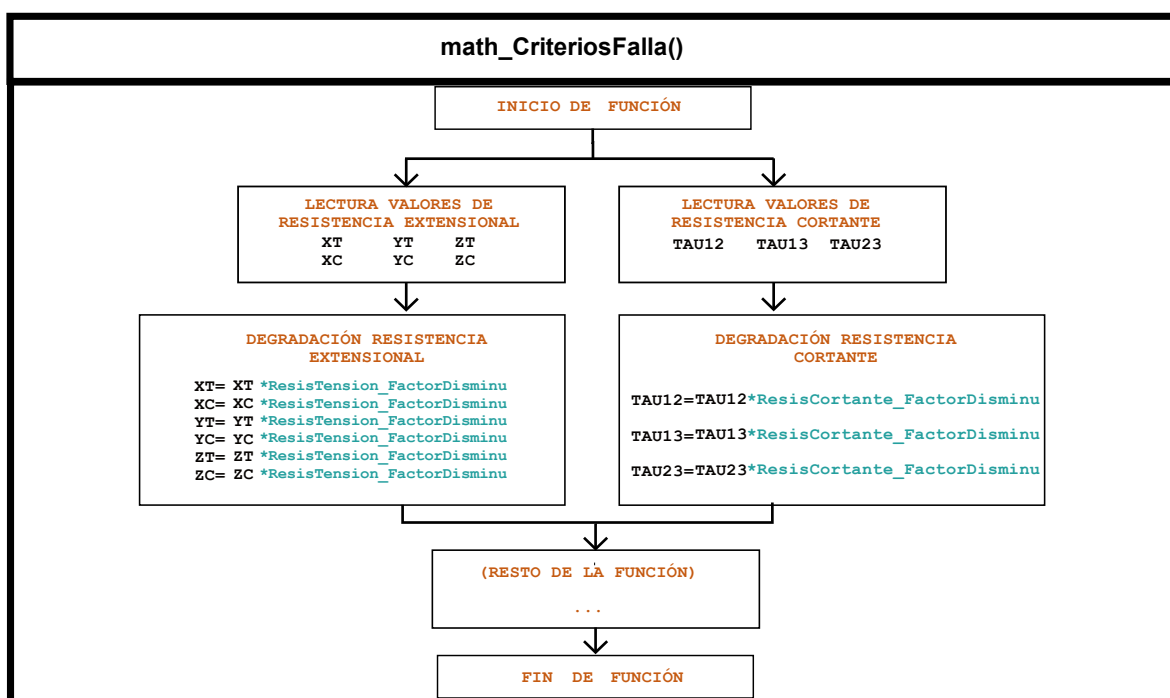 math_CriteriosFalla()
INICIO DE FUNCIÓN
LECTURA VALORES DE
RESISTENCIA EXTENSIONAL
XT YT ZT
XC YC ZC
LECTURA VALORES DE
RESISTENCIA CORTANTE
TAU12 TAU13 TAU23
DEGRADACIÓN RESISTENCIA
EXTENSIONAL
XT= XT *ResisTension_FactorDisminu
XC= XC *ResisTension_FactorDisminu
YT= YT *ResisTension_FactorDisminu
YC= YC *ResisTension_FactorDisminu
ZT= ZT *ResisTension_FactorDisminu
ZC= ZC *ResisTension_FactorDisminu
DEGRADACIÓN RESISTENCIA
CORTANTE
TAU12=TAU12*ResisCortante_FactorDisminu
TAU13=TAU13*ResisCortante_FactorDisminu
TAU23=TAU23*ResisCortante_FactorDisminu
(RESTO DE LA FUNCIÓN)
...
FIN DE FUNCIÓN